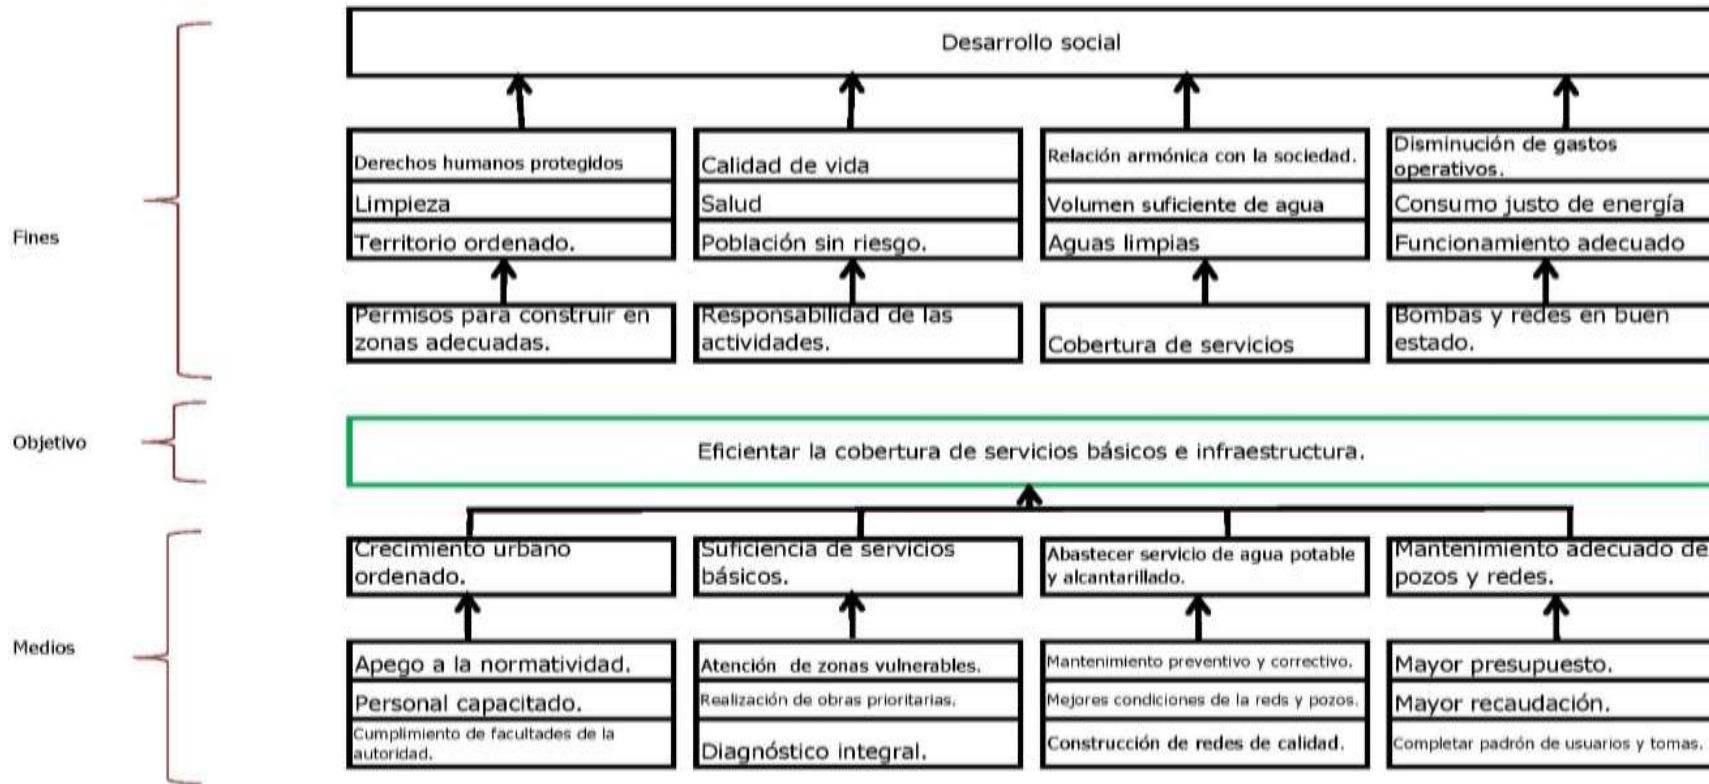 Desarrollo social
Derechos humanos protegidos
Limpieza
Territorio ordenado.
Calidad de vida
Salud
Población sin riesgo.
Relación armónica con la sociedad.
Volumen suficiente de agua
Aguas limpias
Disminución de gastos
operativos.
Consumo justo de energía
Funcionamiento adecuado
Fines
Permisos para construir en
zonas adecuadas.
Responsabilidad de las
actividades.
Cobertura de servicios
Bombas y redes en buen
estado.
Objetivo
Eficientar la cobertura de servicios básicos e infraestructura.
Crecimiento urbano
ordenado.
Suficiencia de servicios
básicos.
Abastecer servicio de agua potable
y alcantarillado.
Mantenimiento adecuado de
pozos y redes.
Medios
Apego a la normatividad.
Personal capacitado.
Cumplimiento de facultades de la
autoridad.
Atención de zonas vulnerables.
Realización de obras prioritarias.
Diagnóstico integral.
Mantenimiento preventivo y correctivo.
Mejores condiciones de la reds y pozos.
Construcción de redes de calidad.
Mayor presupuesto.
Mayor recaudación.
Completar padrón de usuarios y tomas.